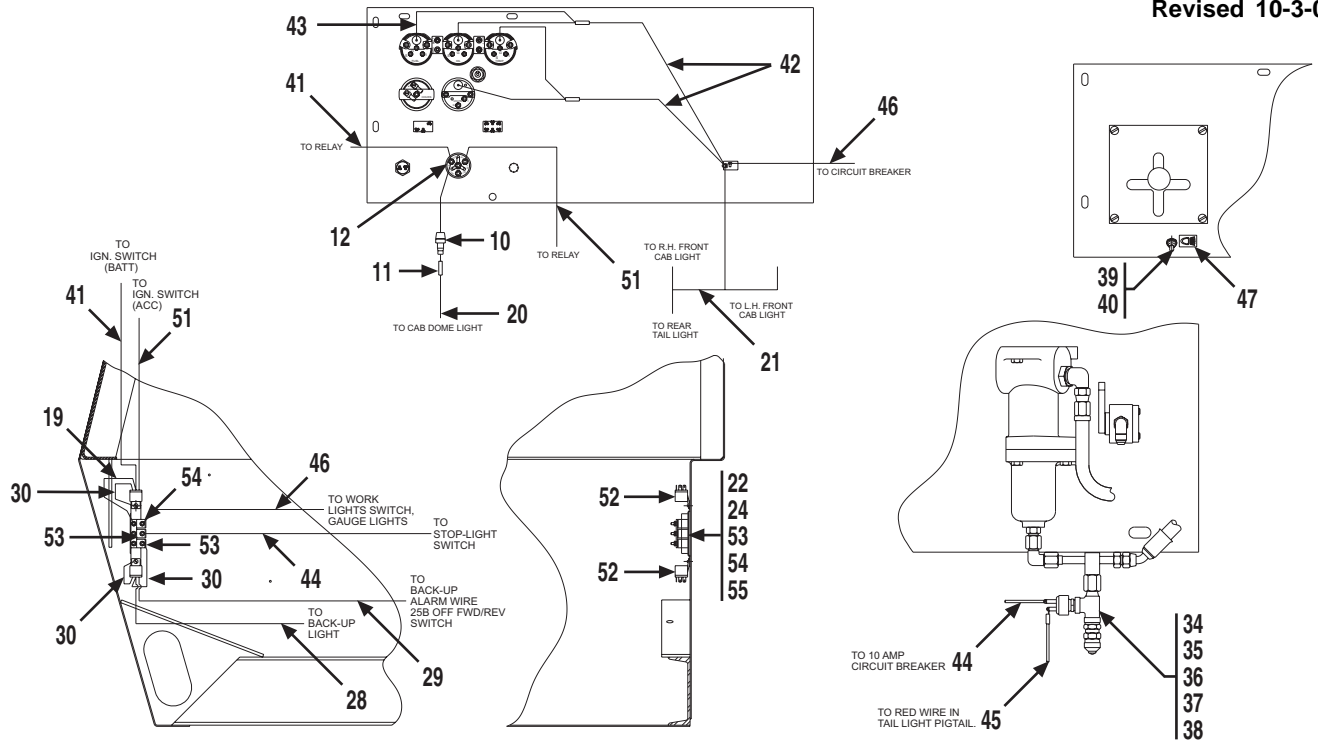 Revised 10-3-0
43
42
41
46
TO RELAY
TO CIRCUIT BREAKER
12
10
11
TO RELAY
51
20
TO CAB DOME LIGHT
TO R.H. FRONT
CAB LIGHT
TO L.H. FRONT
CAB LIGHT
TO REAR
TAIL LIGHT
21
39
40
47
TO
IGN. SWITCH
(BATT)
TO
IGN. SWITCH
(ACC)
41
51
19
30
54
46
TO WORK
LIGHTS SWITCH,
GAUGE LIGHTS
53
53
TO
STOP-LIGHT
SWITCH
44
30
30
TO
BACK-UP
ALARM WIRE
25B OFF FWD/REV
SWITCH
TO
BACK-UP
LIGHT
29
28
52
52
22
24
53
54
55
TO 10 AMP
CIRCUIT BREAKER
44
TO RED WIRE IN
TAIL LIGHT PIGTAIL.
45
34
35
36
37
38